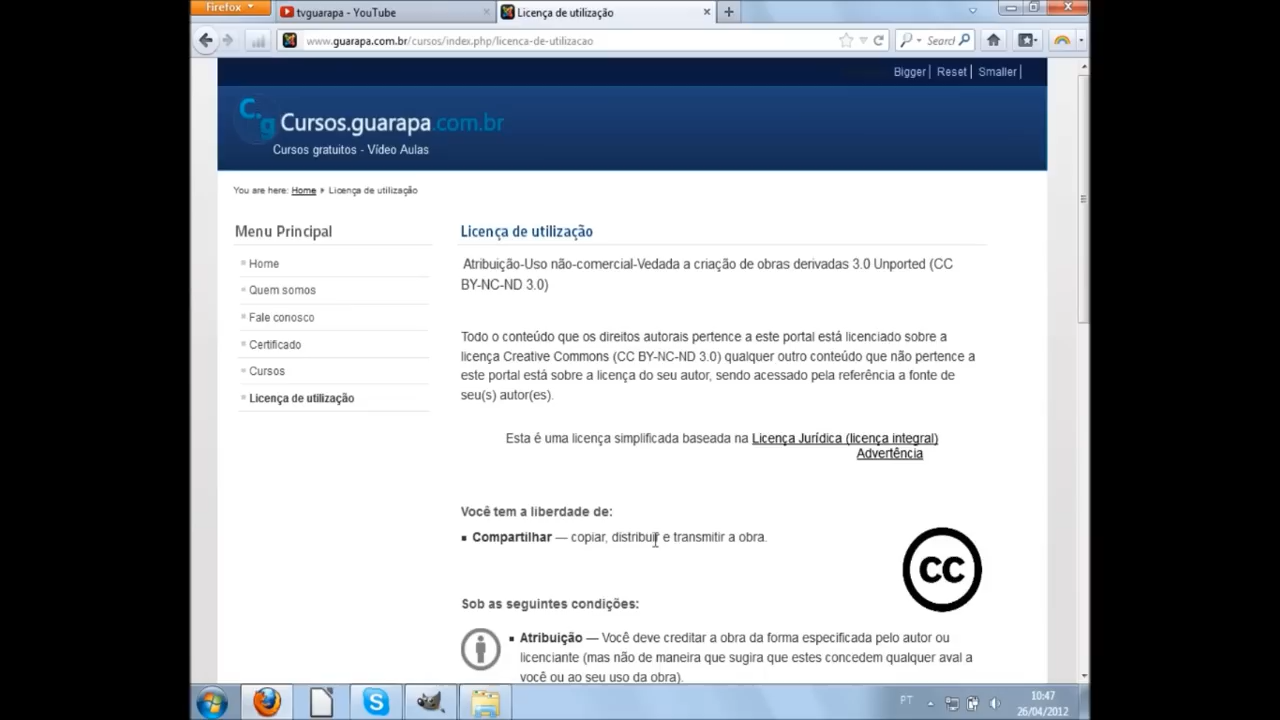 Firefox
tvguarapa - YouTube
Licença de utilização
www.guarapa.com.br/cursos/index.php/licenca-de-utilizacao
Search
Bigger| Reset| Smaller|
C.g
Cursos.guarapa.com.br
Cursos gratuitos - Vídeo Aulas
You are here: Home Licença de utilização
Menu Principal
Home
Quem somos
Fale conosco
Certificado
Cursos
Licença de utilização
Licença de utilização
Atribuição-Uso não-comercial-Vedada a criação de obras derivadas 3.0 Unported (CC
BY-NC-ND 3.0)
Todo o conteúdo que os direitos autorais pertence a este portal está licenciado sobre a
licença Creative Commons (CC BY-NC-ND 3.0) qualquer outro conteúdo que não pertence a
este portal está sobre a licença do seu autor, sendo acessado pela referência a fonte de
seu(s) autor(es).
Esta é uma licença simplificada baseada na Licença Jurídica (licença integral)
Advertência
Você tem a liberdade de:
Compartilhar — copiar, distribuir e transmitir a obra.
cc
Sob as seguintes condições:
Atribuição — Você deve creditar a obra da forma especificada pelo autor ou
licenciante (mas não de maneira que sugira que estes concedem qualquer aval a
você ou ao seu uso da obra).
PT
10:47
26/04/2012